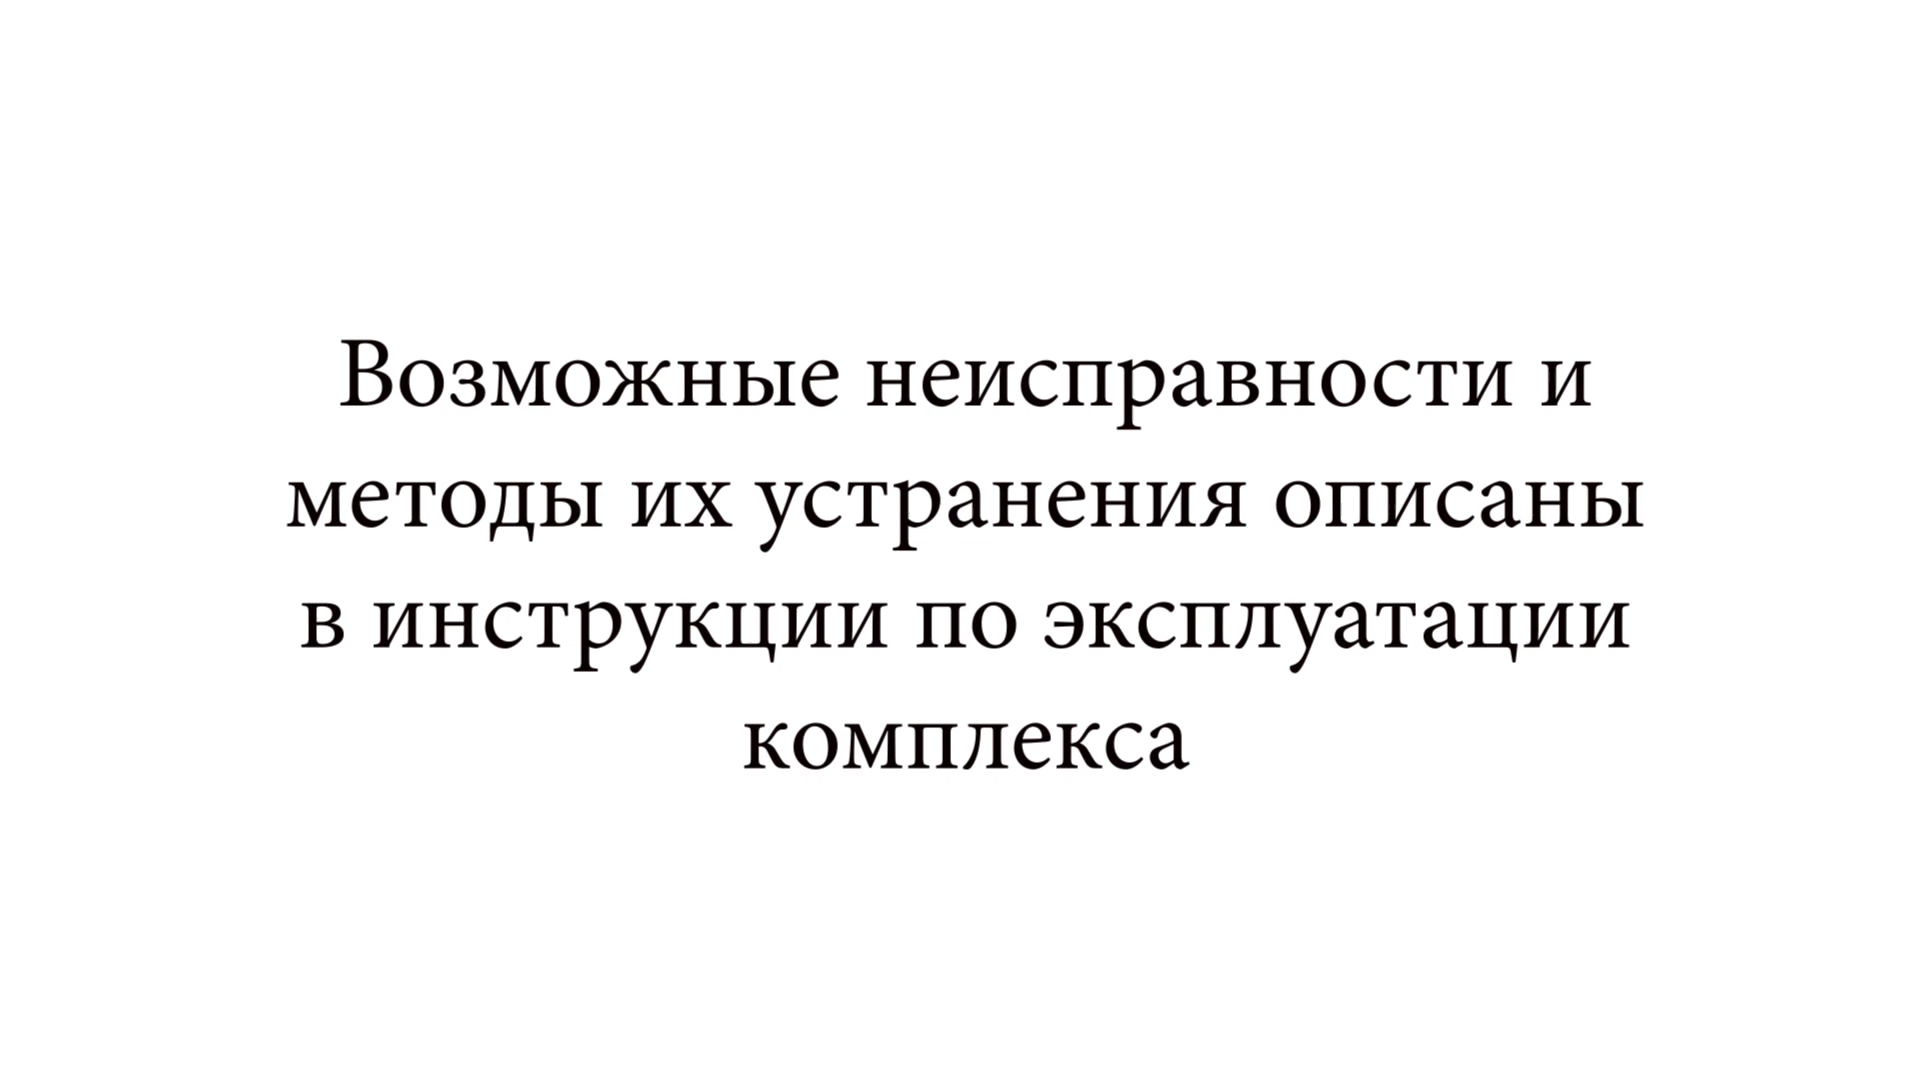 Возможные неисправности и
методы их устранения описаны
в инструкции по эксплуатации
комплекса